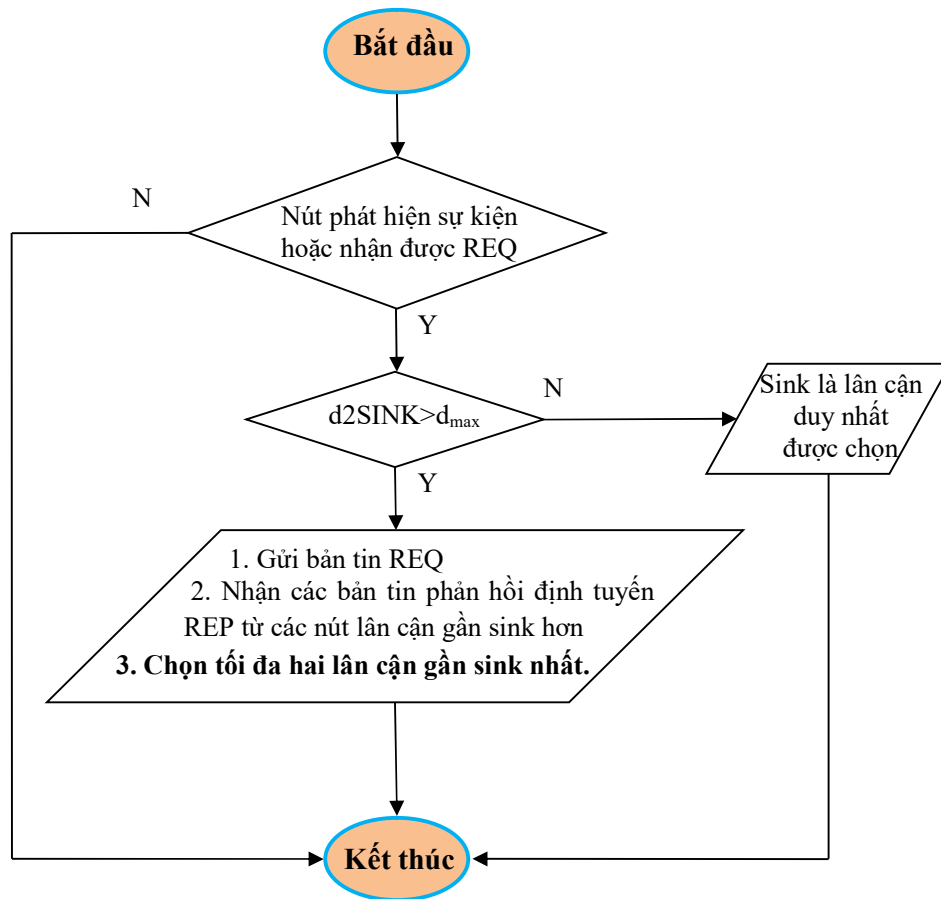 Bắt đầu
N
Nút phát hiện sự kiện
hoặc nhận được REQ
Y
d2SINK>dmax
N
Sink là lân cận
duy nhất
được chọn
Y
1. Gửi bản tin REQ
2. Nhận các bản tin phản hồi định tuyến
REP từ các nút lân cận gần sink hơn
3. Chọn tối đa hai lân cận gần sink nhất.
Kết thúc